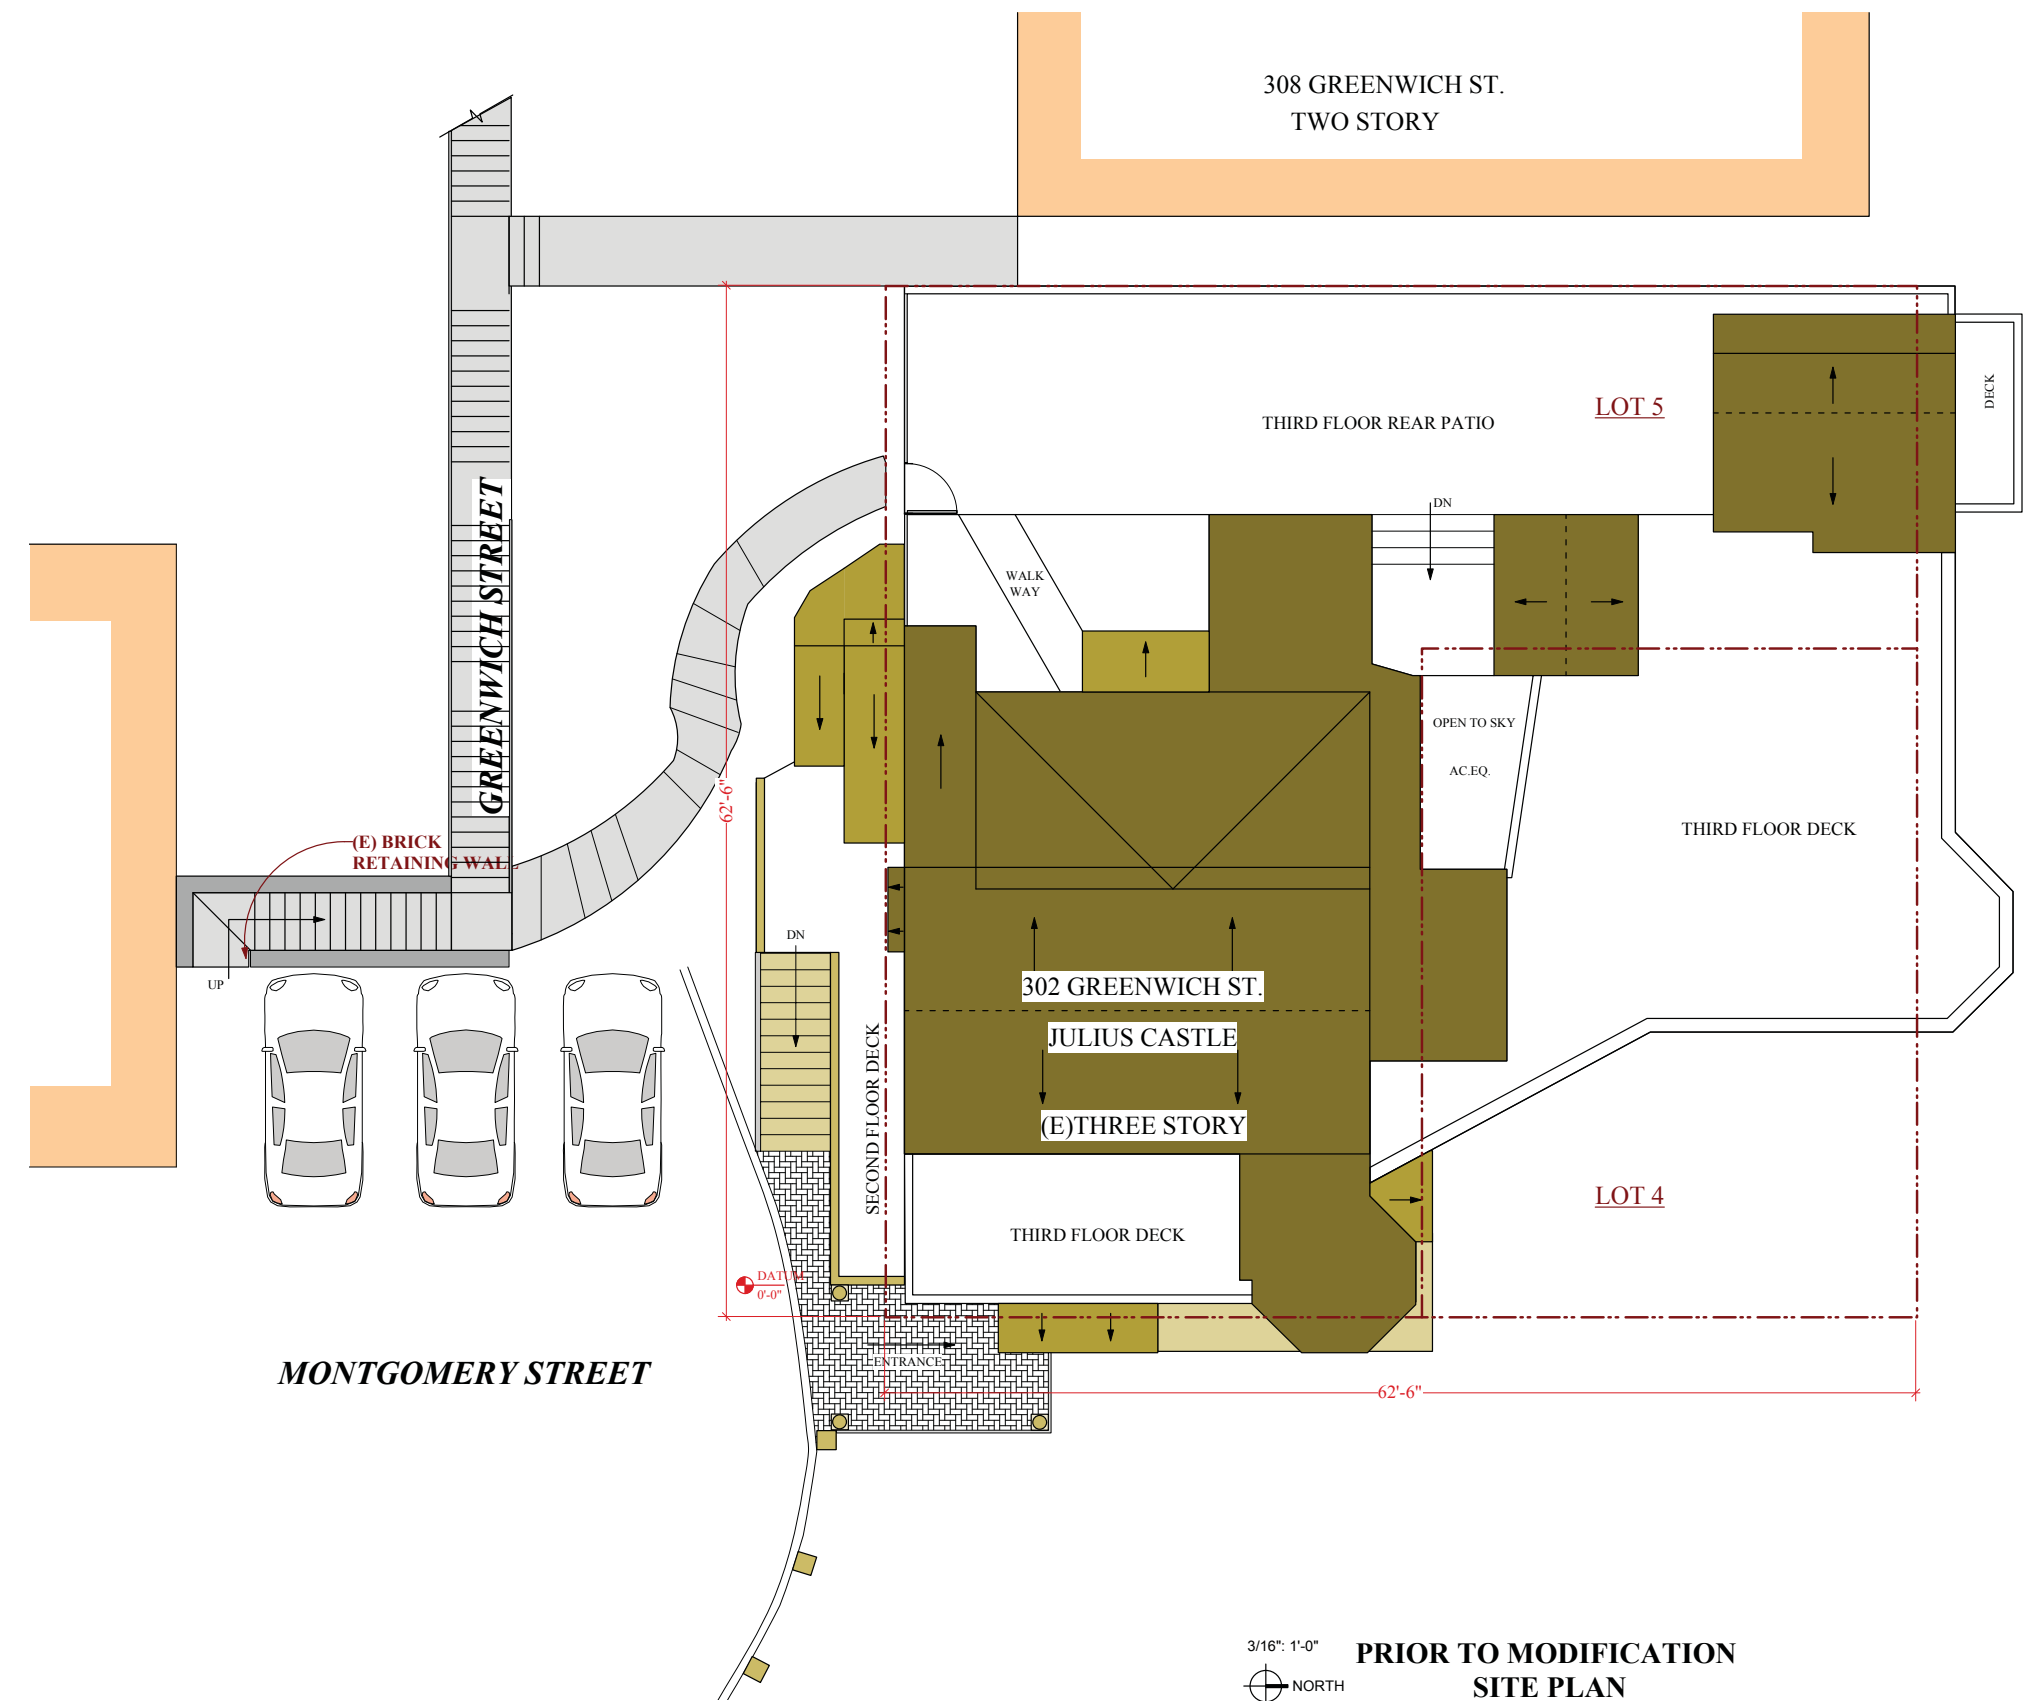 308 GREENWICH ST.
TWO STORY
DECK
LOT 5
THIRD FLOOR REAR PATIO
DN
GREENWICH STREET
WALK
WAY
OPEN TO SKY
AC.EQ.
62'-6"
THIRD FLOOR DECK
(E) BRICK
RETAINING WALL
DN
UP
302 GREENWICH ST.
JULIUS CASTLE
(E)THREE STORY
SECOND FLOOR DECK
LOT 4
THIRD FLOOR DECK
DATUM
0'-0"
ENTRANCE
MONTGOMERY STREET
62'-6"
3/16": 1'-0"
NORTH
PRIOR TO MODIFICATION
SITE PLAN